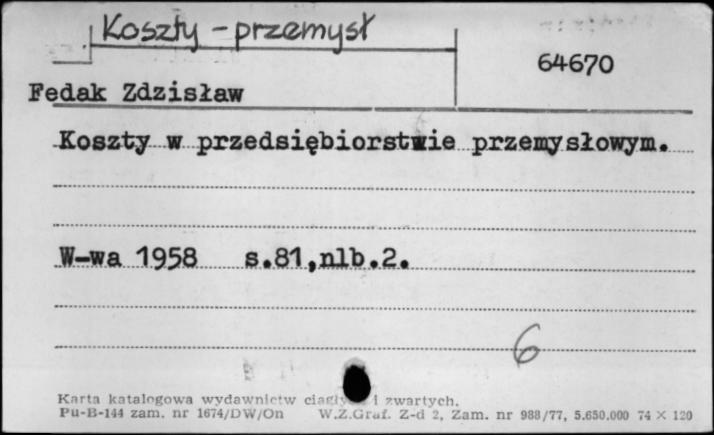 Koszty - przemysł
64670
Fedak Zdzisław
Koszty w przedsiębiorstwie przemysłowym.
W-wa 1958 s.81,nlb.2.
6
Karta katalogowa wydawnictw i zwartych.
Pu-B-144 zam. nr 1674/DW/On W.Z.Graf. Z-d 2, Zam. nr 988/77, 5.650.000 74 × 120